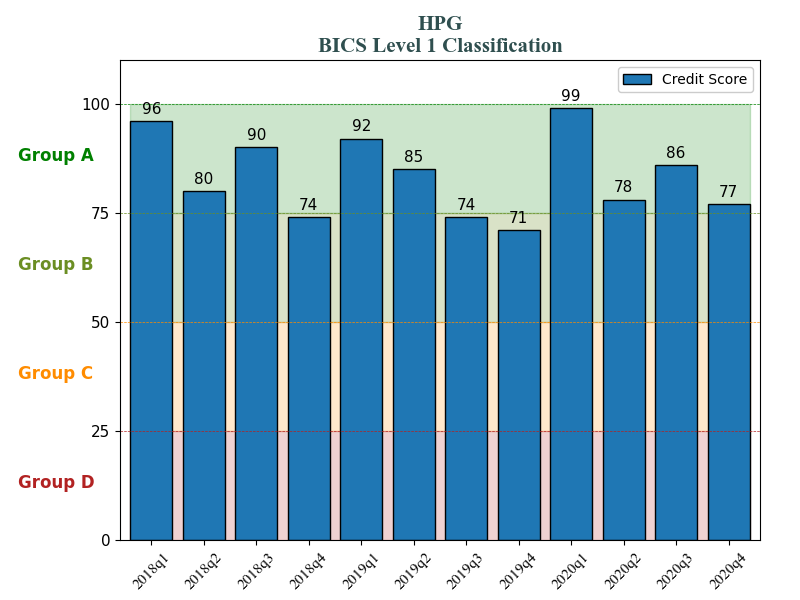 HPG
BICS Level 1 Classification
Credit Score
100
75
50
25
0
Group A
Group B
Group C
Group D
96
80
90
74
92
85
74
71
99
78
86
77
2018q1
2018q2
2018q3
2018q4
2019q1
2019q2
2019q3
2019q4
2020q1
2020q2
2020q3
2020q4